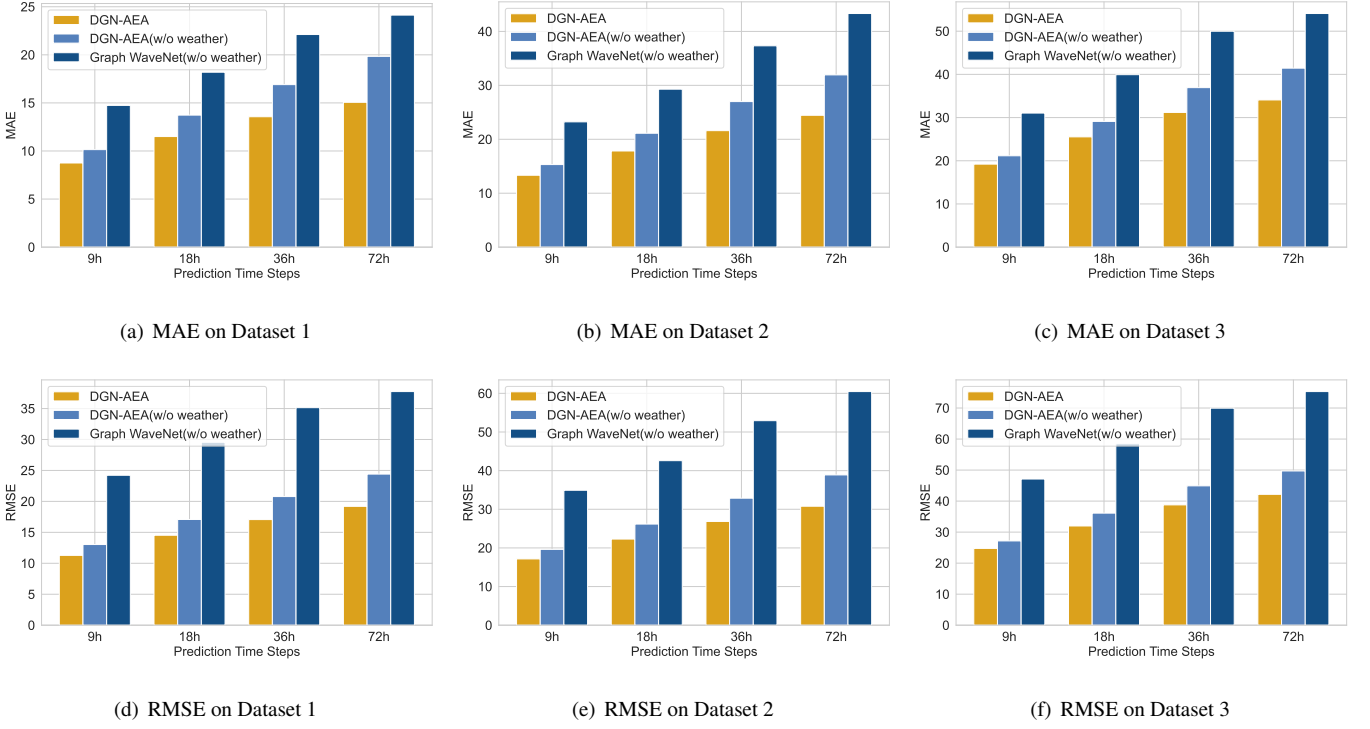 DGN-AEA
DGN-AEA(w/o weather)
Graph WaveNet(w/o weather)
25
20
15
10
5
0
MAE
9h 18h 36h 72h
Prediction Time Steps
(a) MAE on Dataset 1
DGN-AEA
DGN-AEA(w/o weather)
Graph WaveNet(w/o weather)
40
30
20
10
0
MAE
9h 18h 36h 72h
Prediction Time Steps
(b) MAE on Dataset 2
DGN-AEA
DGN-AEA(w/o weather)
Graph WaveNet(w/o weather)
50
40
30
20
10
0
MAE
9h 18h 36h 72h
Prediction Time Steps
(c) MAE on Dataset 3
DGN-AEA
DGN-AEA(w/o weather)
Graph WaveNet(w/o weather)
35
30
25
20
15
10
5
0
RMSE
9h 18h 36h 72h
Prediction Time Steps
(d) RMSE on Dataset 1
DGN-AEA
DGN-AEA(w/o weather)
Graph WaveNet(w/o weather)
60
50
40
30
20
10
0
RMSE
9h 18h 36h 72h
Prediction Time Steps
(e) RMSE on Dataset 2
DGN-AEA
DGN-AEA(w/o weather)
Graph WaveNet(w/o weather)
70
60
50
40
30
20
10
0
RMSE
9h 18h 36h 72h
Prediction Time Steps
(f) RMSE on Dataset 3